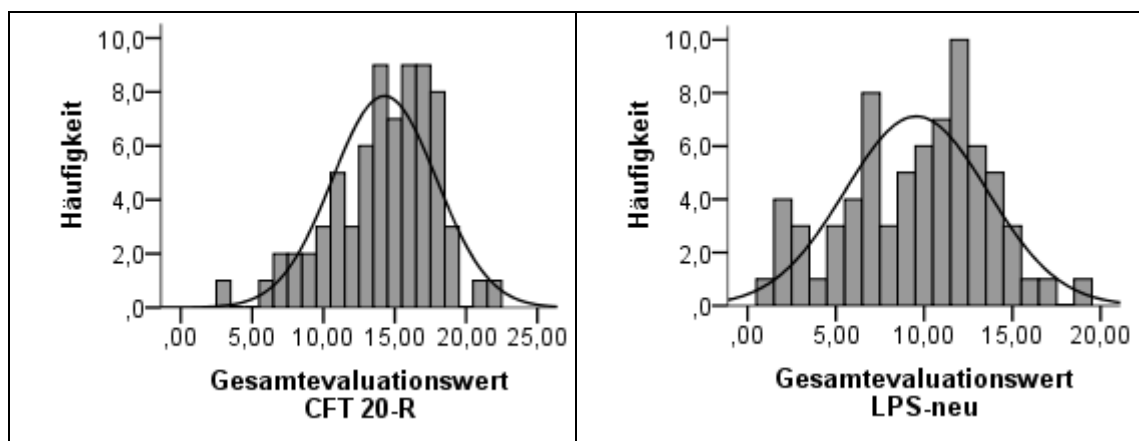 10,0
8,0
6,0
4,0
2,0
,0
Häufigkeit
,00 5,00 10,00 15,00 20,00 25,00
Gesamtevaluationswert
CFT 20-R
10,0
8,0
6,0
4,0
2,0
,0
Häufigkeit
,00 5,00 10,00 15,00 20,00
Gesamtevaluationswert
LPS-neu